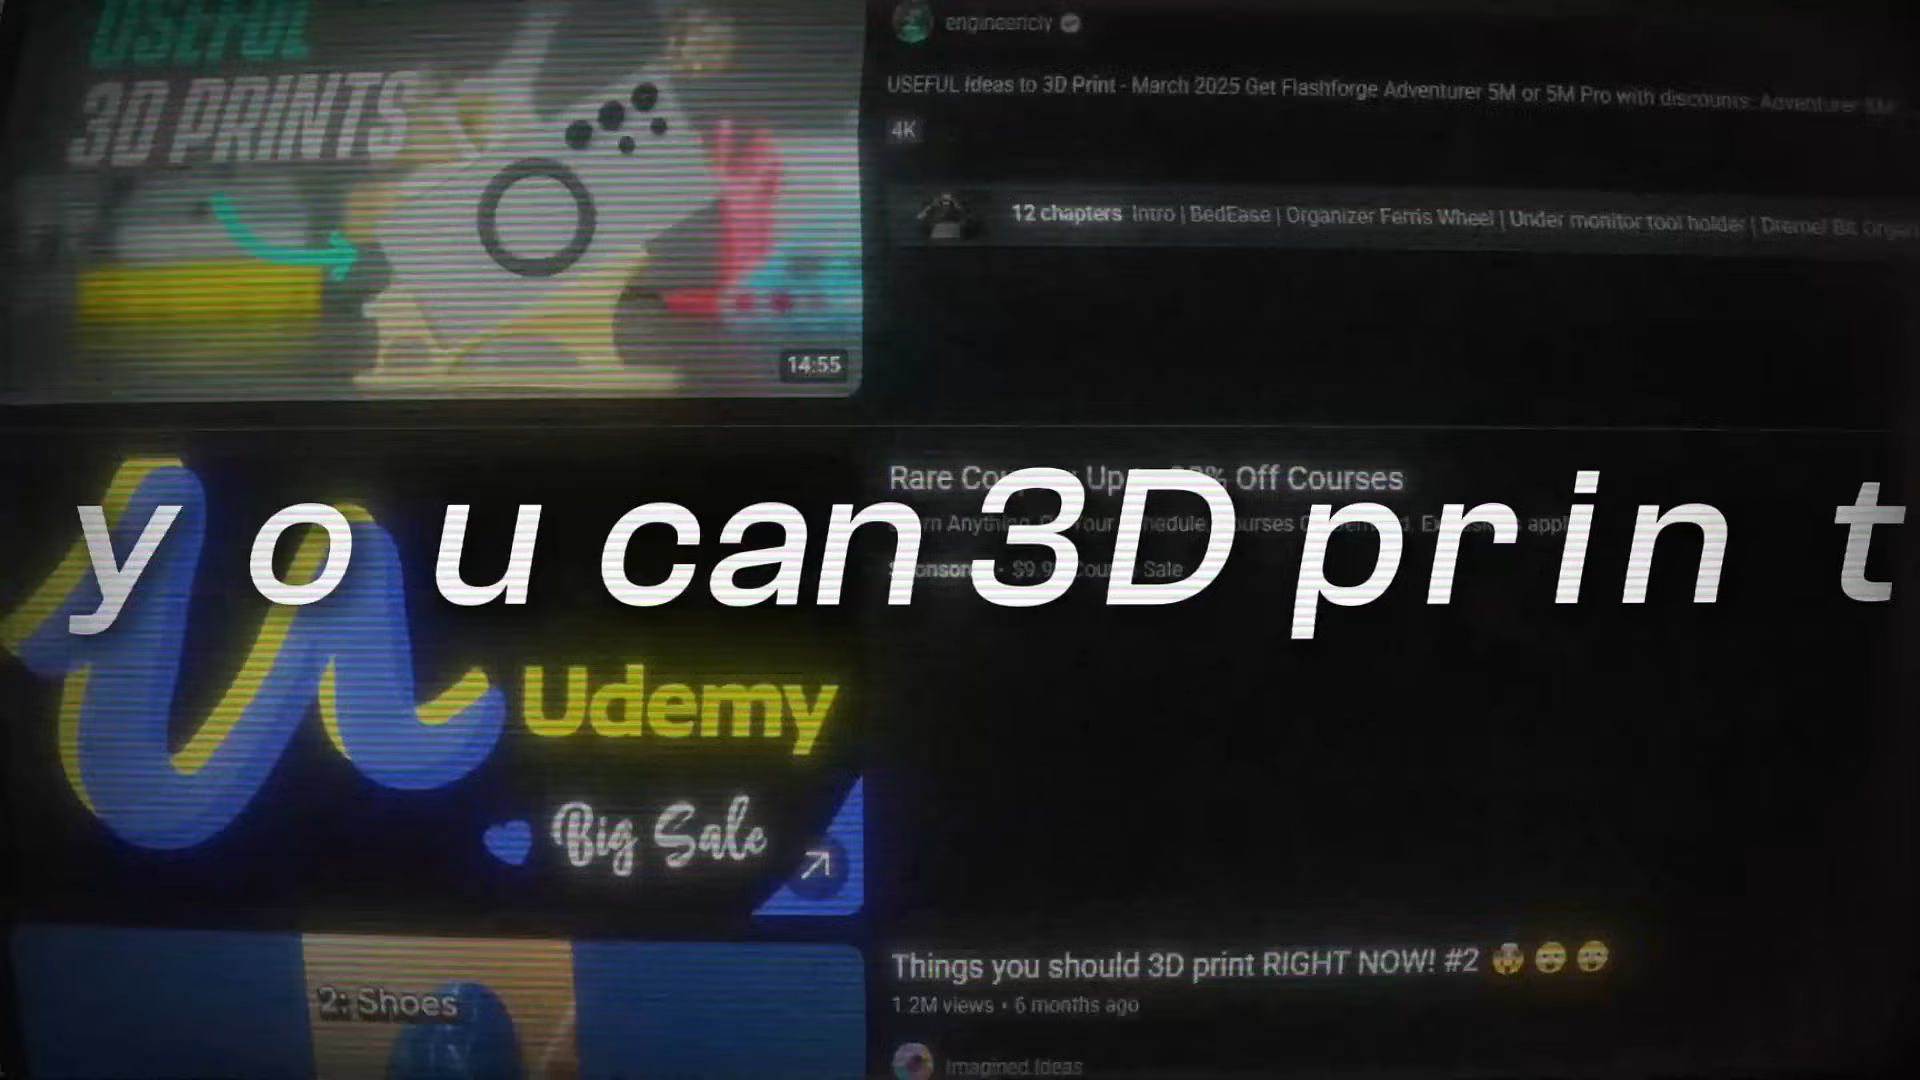 USEFUL
3D PRINTS
14:55
engineercly
USEFUL Ideas to 3D Print - March 2025 Get Flashforge Adventurer 5M or 5M Pro with discounts: Adventurer 5M
4K
12 chapters Intro | BedEase | Organizer Ferris Wheel | Under monitor tool holder | Dremel Bit
you can 3D print
Rare Up Off Courses
Anything
Sale
Udemy
Big Sale
2: Shoes
Things you should 3D print RIGHT NOW! #2
1.2M views • 6 months ago
Imagined Ideas